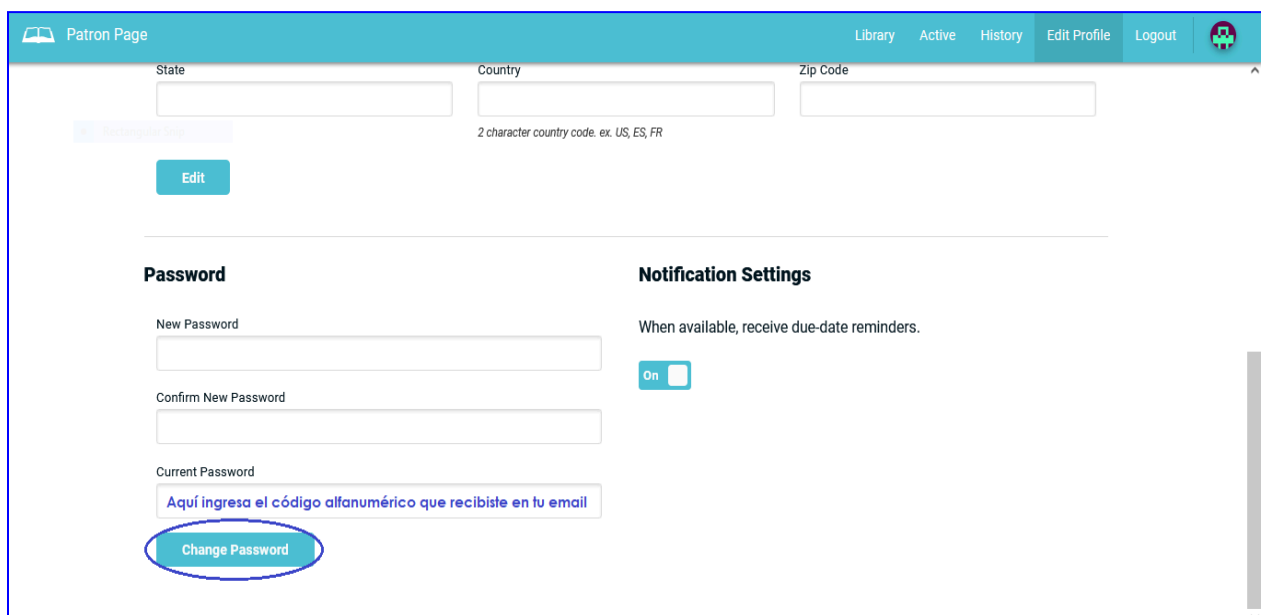 Patron Page
Library Active History Edit Profile Logout
State Country Zip Code
2 character country code. ex. US, ES, FR
Rectangular Snip
Edit
Password Notification Settings
New Password
When available, receive due-date reminders.
On
Confirm New Password
Current Password
Aquí ingresa el código alfanumérico que recibiste en tu email
Change Password